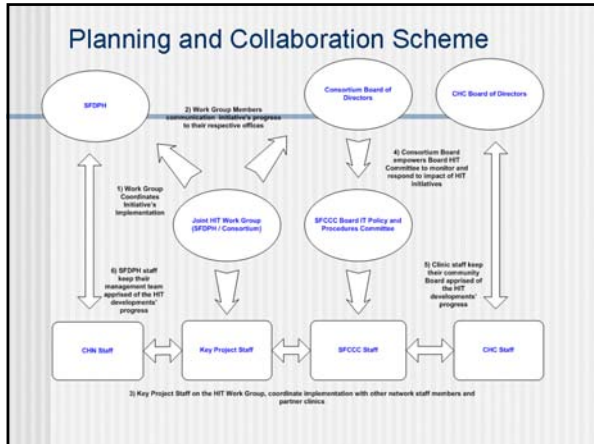 Planning and Collaboration Scheme
SFDPH
Consortium Board of
Directors
CHC Board of Directors
2) Work Group Members
communication initiative's progress
to their respective offices
4) Consortium Board
empowers Board HIT
Committee to monitor and
respond to impact of HIT
initiatives
1) Work Group
Coordinates
Initiative's
Implementation
Joint HIT Work Group
(SFDPH / Consortium)
SFCCC Board IT Policy and
Procedures Committee
6) SFDPH staff
keep their
management team
apprised of the HIT
developments'
progress
5) Clinic staff keep
their community
Board apprised of
the HIT
developments'
progress
CHN Staff
Key Project Staff
SFCCC Staff
CHC Staff
3) Key Project Staff on the HIT Work Group, coordinate implementation with other network staff members and
partner clinics